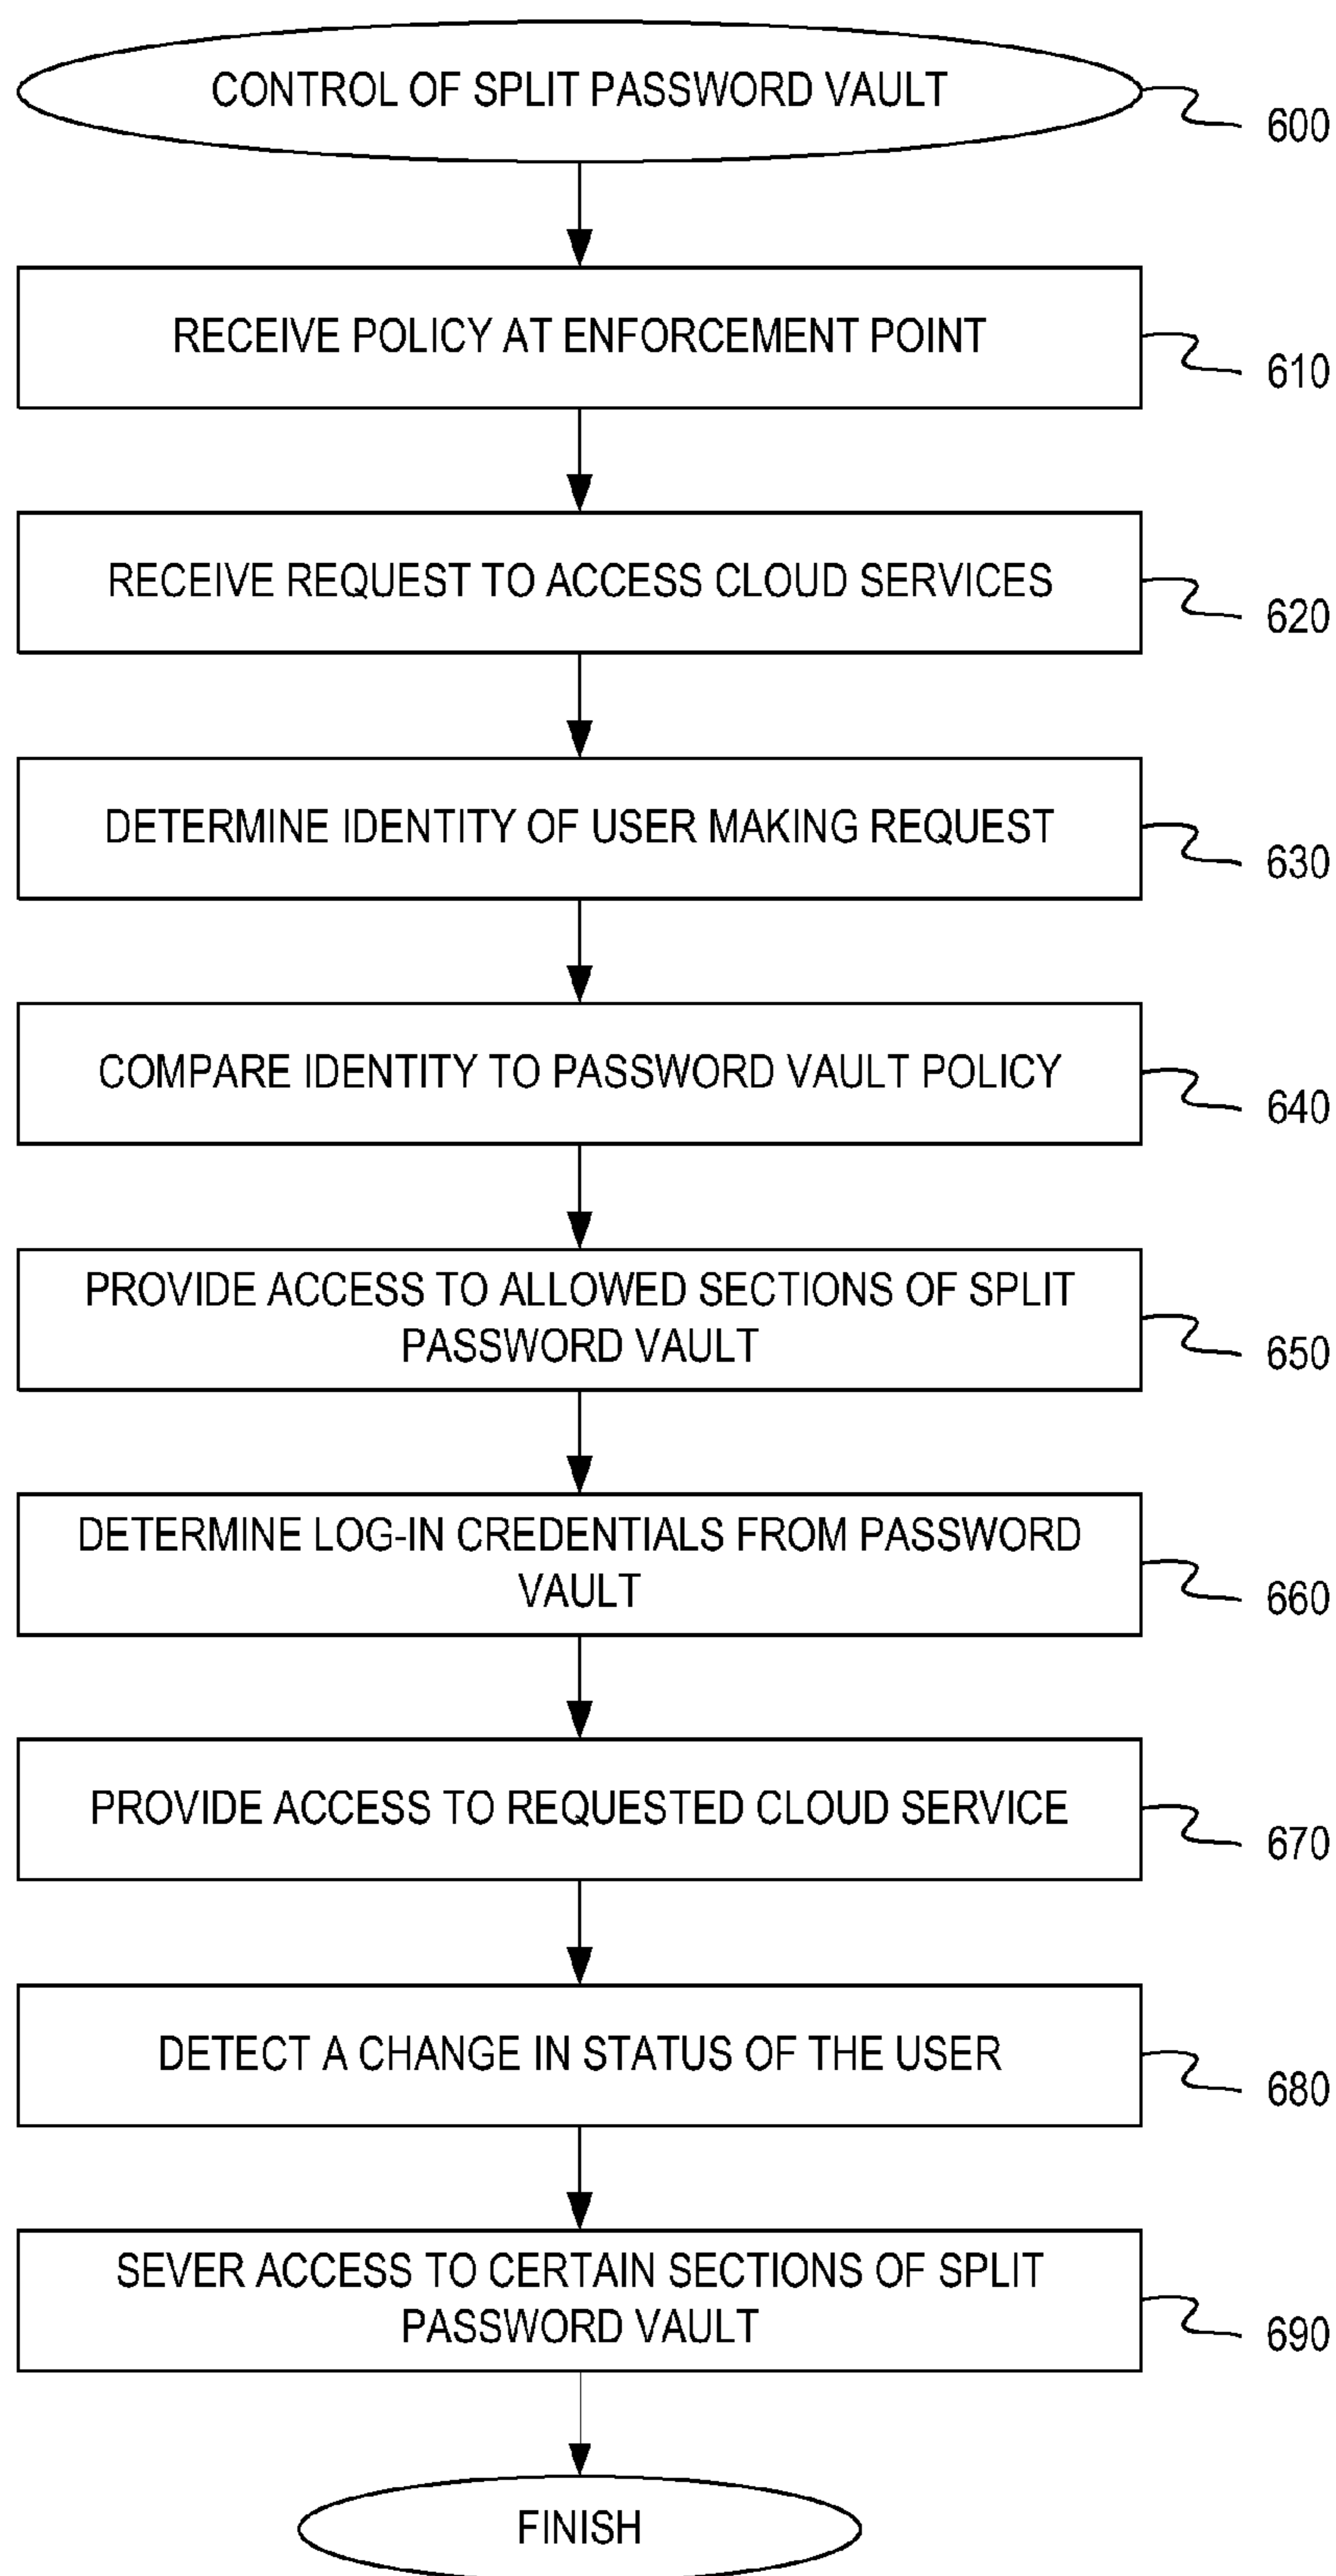 CONTROL OF SPLIT PASSWORD VAULT
600
RECEIVE POLICY AT ENFORCEMENT POINT
610
RECEIVE REQUEST TO ACCESS CLOUD SERVICES
620
DETERMINE IDENTITY OF USER MAKING REQUEST
630
COMPARE IDENTITY TO PASSWORD VAULT POLICY
640
PROVIDE ACCESS TO ALLOWED SECTIONS OF SPLIT
PASSWORD VAULT
650
DETERMINE LOG-IN CREDENTIALS FROM PASSWORD
VAULT
660
PROVIDE ACCESS TO REQUESTED CLOUD SERVICE
670
DETECT A CHANGE IN STATUS OF THE USER
680
SEVER ACCESS TO CERTAIN SECTIONS OF SPLIT
PASSWORD VAULT
690
FINISH